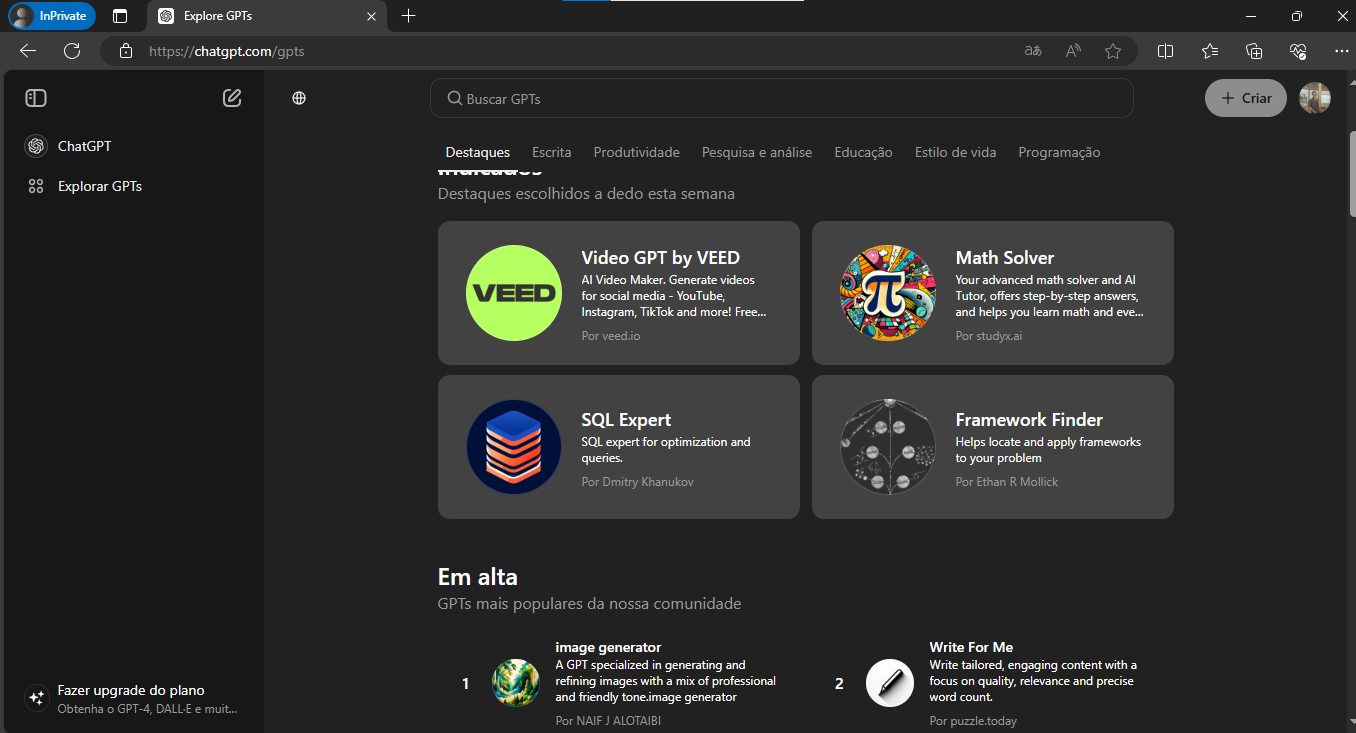 InPrivate
Explore GPTs
https://chatgpt.com/gpts
Buscar GPTs
Criar
ChatGPT
Explorar GPTs
Destaques
Escrita
Produtividade
Pesquisa e análise
Educação
Estilo de vida
Programação
Destaques escolhidos a dedo esta semana
VEED
Video GPT by VEED
AI Video Maker. Generate videos
for social media - YouTube,
Instagram, TikTok and more! Free...
Por veed.io
π
Math Solver
Your advanced math solver and AI
Tutor, offers step-by-step answers,
and helps you learn math and eve...
Por studyx.ai
SQL Expert
SQL expert for optimization and
queries.
Por Dmitry Khanukov
Framework Finder
Helps locate and apply frameworks
to your problem
Por Ethan R Mollick
Em alta
GPTs mais populares da nossa comunidade
1
image generator
A GPT specialized in generating and
refining images with a mix of professional
and friendly tone.image generator
Por NAIF J ALOTAIBI
2
Write For Me
Write tailored, engaging content with a
focus on quality, relevance and precise
word count.
Por puzzle.today
Fazer upgrade do plano
Obtenha o GPT-4, DALL·E e muit...